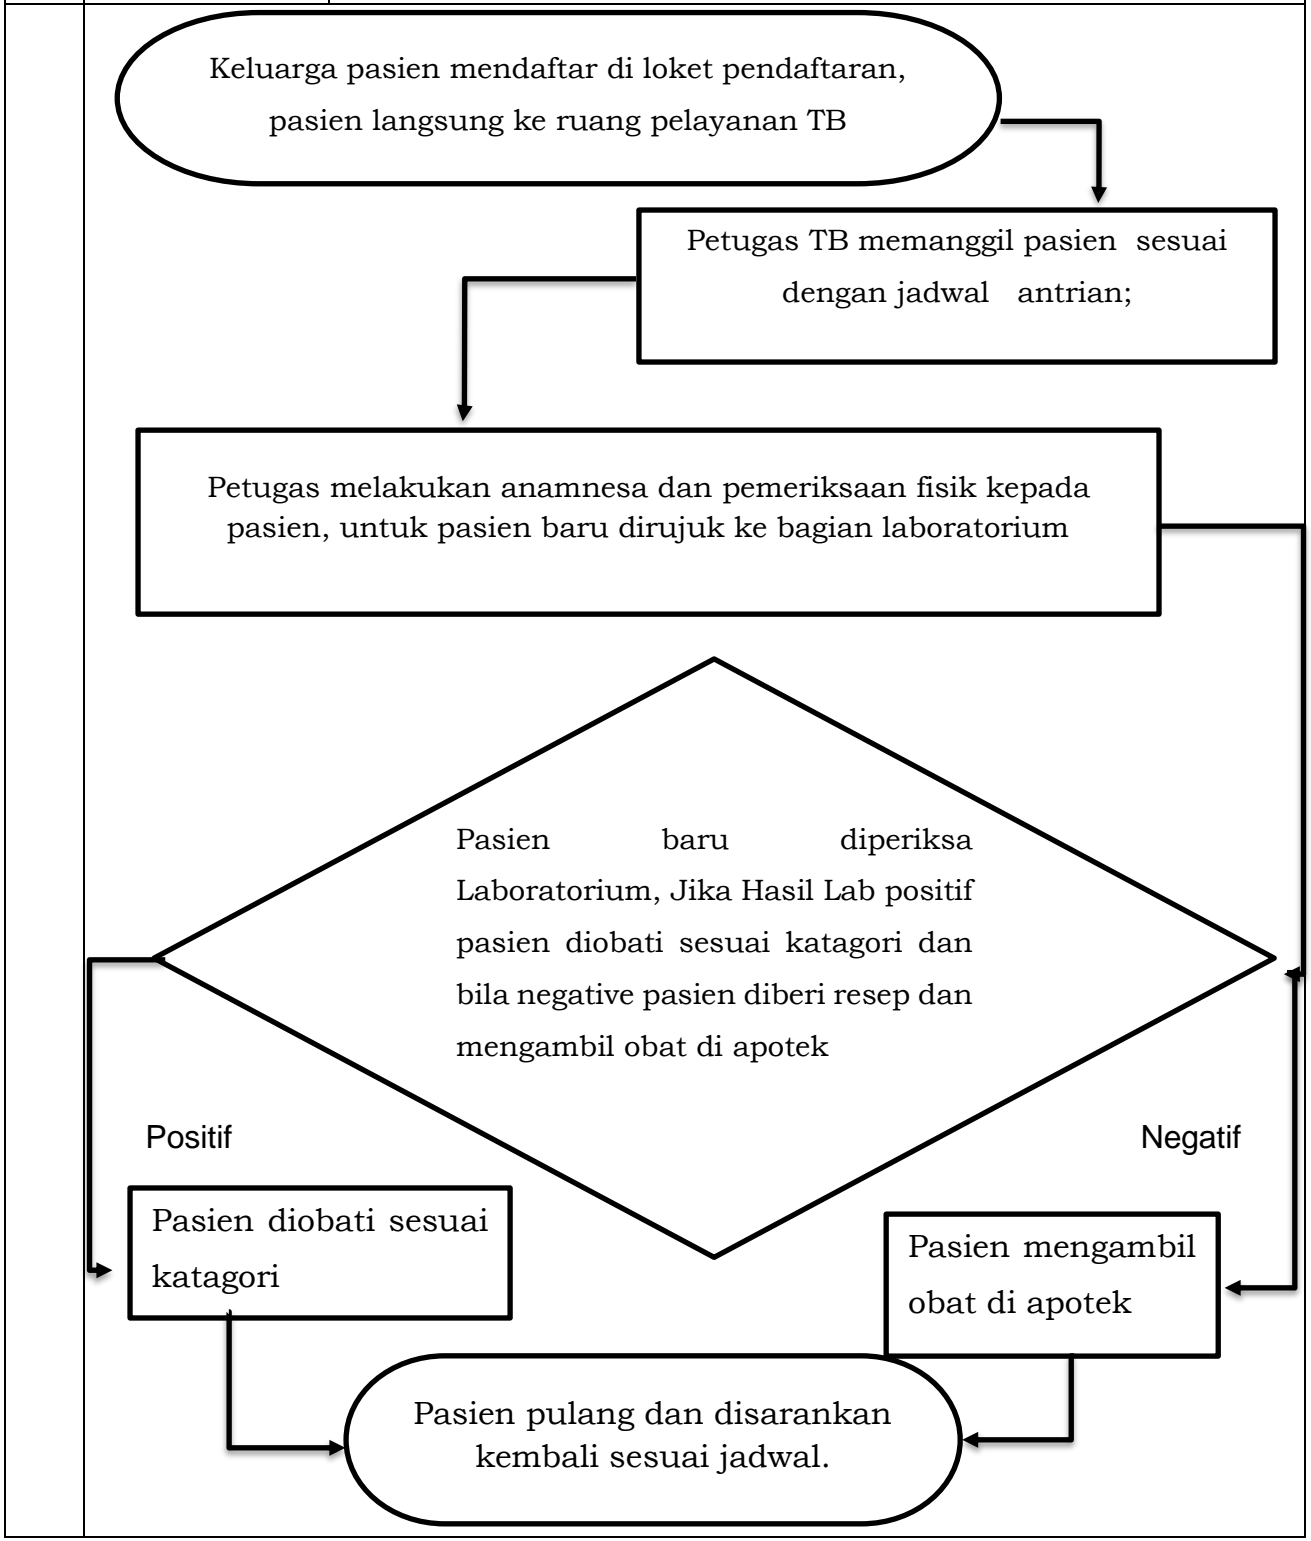 Keluarga pasien mendaftar di loket pendaftaran,
pasien langsung ke ruang pelayanan TB
Petugas TB memanggil pasien sesuai
dengan jadwal antrian;
Petugas melakukan anamnesa dan pemeriksaan fisik kepada
pasien, untuk pasien baru dirujuk ke bagian laboratorium
Pasien baru diperiksa
Laboratorium, Jika Hasil Lab positif
pasien diobati sesuai katagori dan
bila negative pasien diberi resep dan
mengambil obat di apotek
Positif
Negatif
Pasien diobati sesuai
katagori
Pasien mengambil
obat di apotek
Pasien pulang dan disarankan
kembali sesuai jadwal.